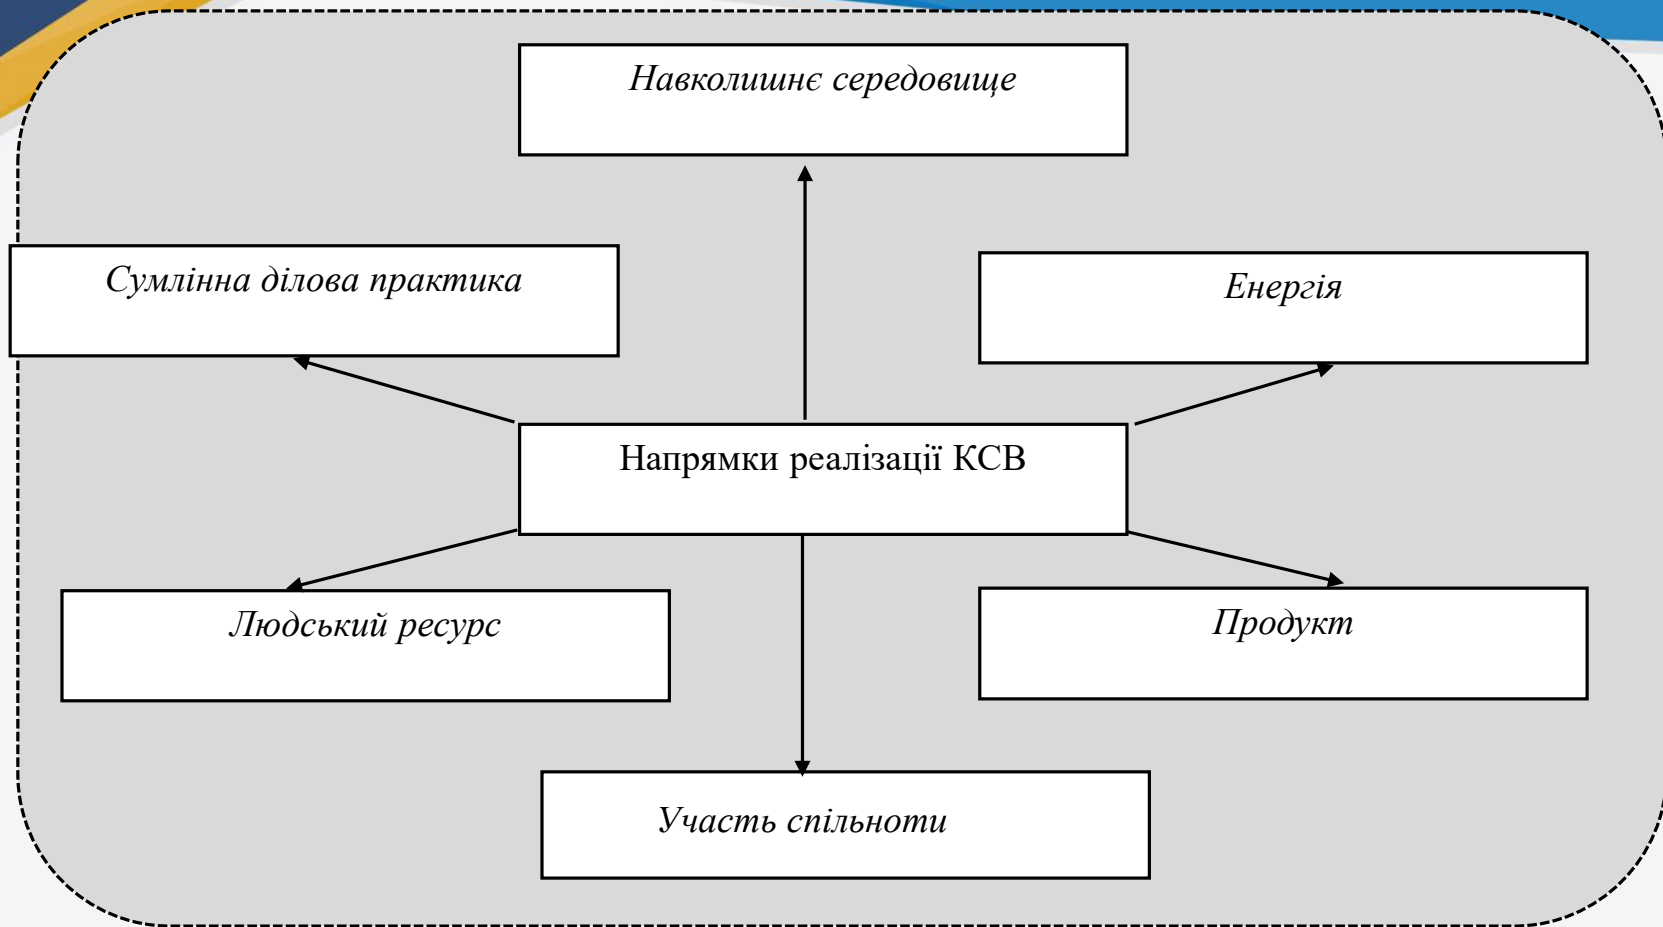 Навколишнє середовище
Сумлінна ділова практика
Енергія
Напрямки реалізації КСВ
Людський ресурс
Продукт
Участь спільноти